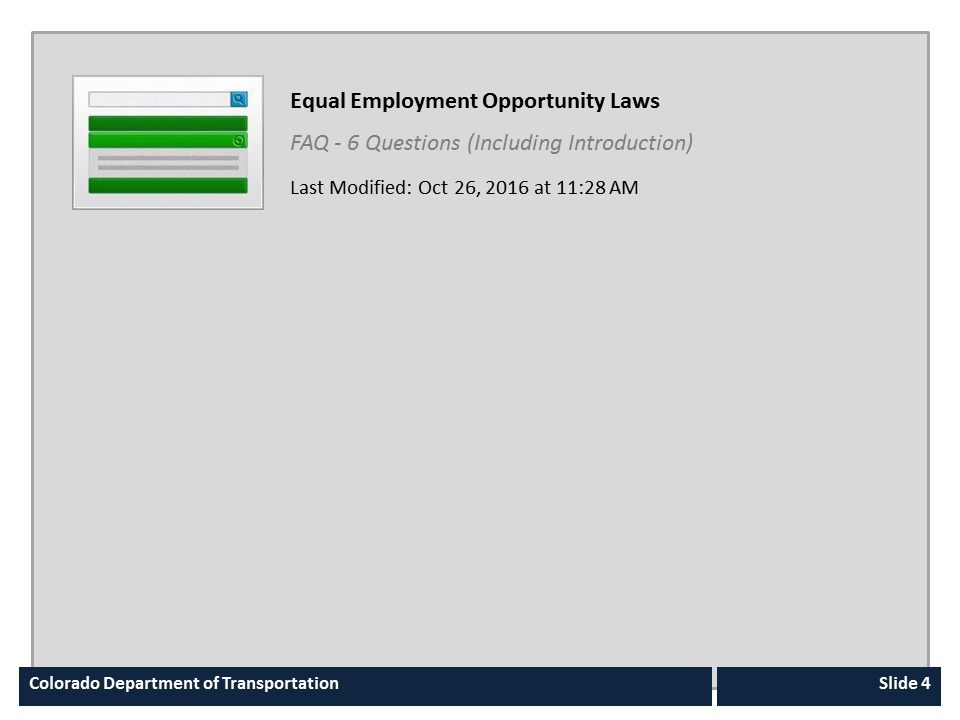 Equal Employment Opportunity Laws
FAQ - 6 Questions (Including Introduction)
Last Modified: Oct 26, 2016 at 11:28 AM
Colorado Department of Transportation
Slide 4